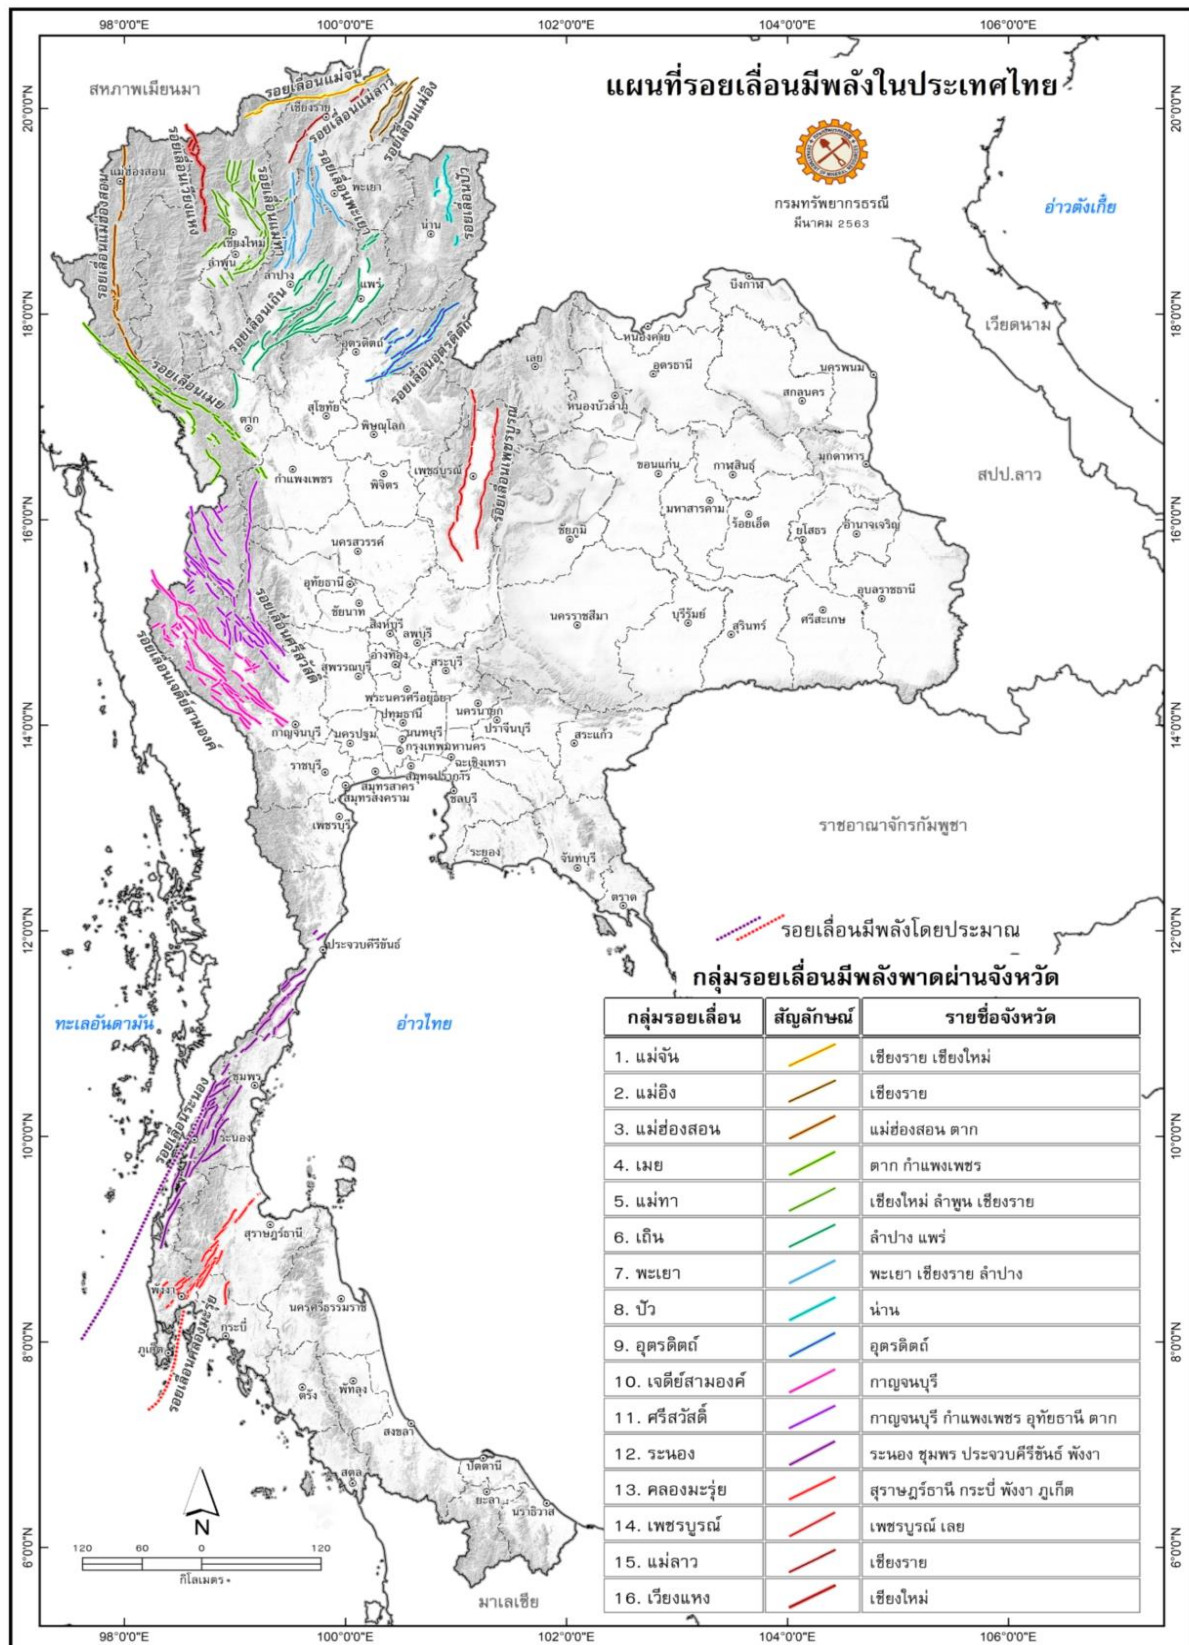 98°0'0"E 100°0'0"E 102°0'0"E 104°0'0"E 106°0'0"E
แผนที่รอยเลื่อนมีพลังในประเทศไทย
กรมทรัพยากรธรณี
มีนาคม 2563
สหภาพเมียนมา
อ่าวตังเกี๋ย
เวียดนาม
สปป.ลาว
ราชอาณาจักรกัมพูชา
ทะเลอันดามัน
อ่าวไทย
มาเลเซีย
20°0'0"N
18°0'0"N
16°0'0"N
14°0'0"N
12°0'0"N
10°0'0"N
8°0'0"N
6°0'0"N
20°0'0"N
18°0'0"N
16°0'0"N
14°0'0"N
12°0'0"N
10°0'0"N
8°0'0"N
6°0'0"N
รอยเลื่อนแม่จัน
รอยเลื่อนแม่ลาว
รอยเลื่อนแม่อิง
รอยเลื่อนเวียงแหง
รอยเลื่อนแม่ฮ่องสอน
รอยเลื่อนแม่ทา
รอยเลื่อนพะเยา
รอยเลื่อนปัว
รอยเลื่อนเถิน
รอยเลื่อนอุตรดิตถ์
รอยเลื่อนเมย
รอยเลื่อนเพชรบูรณ์
รอยเลื่อนศรีสวัสดิ์
รอยเลื่อนเจดีย์สามองค์
รอยเลื่อนระนอง
รอยเลื่อนคลองมะรุ่ย
เชียงราย
แม่ฮ่องสอน
พะเยา
น่าน
เชียงใหม่
ลำพูน
ลำปาง
แพร่
อุตรดิตถ์
สุโขทัย
ตาก
พิษณุโลก
กำแพงเพชร
พิจิตร
เพชรบูรณ์
นครสวรรค์
อุทัยธานี
ชัยนาท
สิงห์บุรี
ลพบุรี
อ่างทอง
สุพรรณบุรี
สระบุรี
พระนครศรีอยุธยา
นครนายก
ปทุมธานี
ปราจีนบุรี
กาญจนบุรี
นครปฐม
นนทบุรี
กรุงเทพมหานคร
สระแก้ว
ฉะเชิงเทรา
ราชบุรี
สมุทรปราการ
สมุทรสาคร
สมุทรสงคราม
ชลบุรี
เพชรบุรี
ระยอง
จันทบุรี
ตราด
บึงกาฬ
หนองคาย
เลย
อุดรธานี
นครพนม
สกลนคร
หนองบัวลำภู
มุกดาหาร
ขอนแก่น
กาฬสินธุ์
มหาสารคาม
ร้อยเอ็ด
ยโสธร
อำนาจเจริญ
ชัยภูมิ
อุบลราชธานี
นครราชสีมา
บุรีรัมย์
สุรินทร์
ศรีสะเกษ
ประจวบคีรีขันธ์
ชุมพร
ระนอง
สุราษฎร์ธานี
พังงา
นครศรีธรรมราช
กระบี่
ภูเก็ต
ตรัง
พัทลุง
สงขลา
สตูล
ปัตตานี
ยะลา
นราธิวาส
รอยเลื่อนมีพลังโดยประมาณ
กลุ่มรอยเลื่อนมีพลังพาดผ่านจังหวัด
กลุ่มรอยเลื่อน สัญลักษณ์ รายชื่อจังหวัด
1. แม่จัน เชียงราย เชียงใหม่
2. แม่อิง เชียงราย
3. แม่ฮ่องสอน แม่ฮ่องสอน ตาก
4. เมย ตาก กำแพงเพชร
5. แม่ทา เชียงใหม่ ลำพูน เชียงราย
6. เถิน ลำปาง แพร่
7. พะเยา พะเยา เชียงราย ลำปาง
8. ปัว น่าน
9. อุตรดิตถ์ อุตรดิตถ์
10. เจดีย์สามองค์ กาญจนบุรี
11. ศรีสวัสดิ์ กาญจนบุรี กำแพงเพชร อุทัยธานี ตาก
12. ระนอง ระนอง ชุมพร ประจวบคีรีขันธ์ พังงา
13. คลองมะรุ่ย สุราษฎร์ธานี กระบี่ พังงา ภูเก็ต
14. เพชรบูรณ์ เพชรบูรณ์ เลย
15. แม่ลาว เชียงราย
16. เวียงแหง เชียงใหม่
N
120 60 0 120
กิโลเมตร
98°0'0"E 100°0'0"E 102°0'0"E 104°0'0"E 106°0'0"E